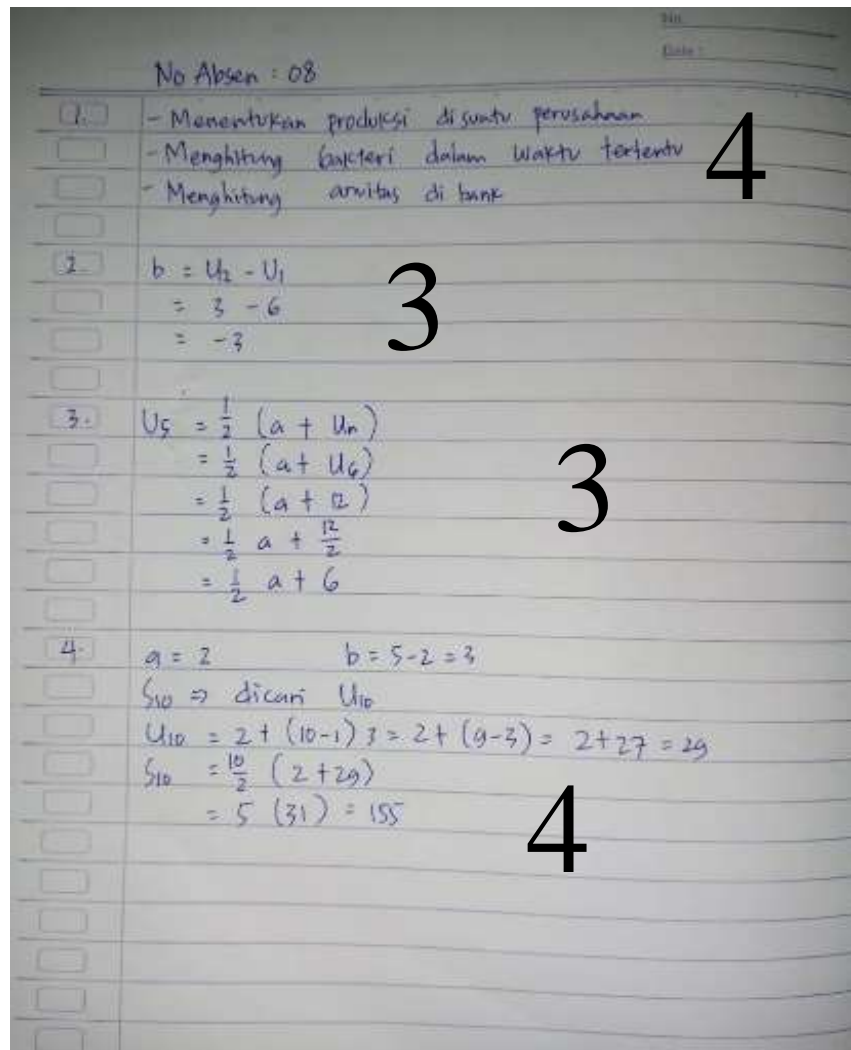 No
Date :
No Absen : 08
1. - Menentukan produksi disuatu perusahaan
- Menghitung bakteri dalam waktu tertentu
- Menghitung anvitas di bank
4
2. b = U2 - U1
= 3 - 6
= -3
3
3. U5 = 1/2 (a + Un)
= 1/2 (a + U6)
= 1/2 (a + 12)
= 1/2 a + 12/2
= 1/2 a + 6
3
4. a = 2 b = 5-2 = 3
S10 => dicari U10
U10 = 2 + (10-1) 3 = 2 + (9-3) = 2+27 = 29
S10 = 10/2 (2+29)
= 5 (31) = 155
4